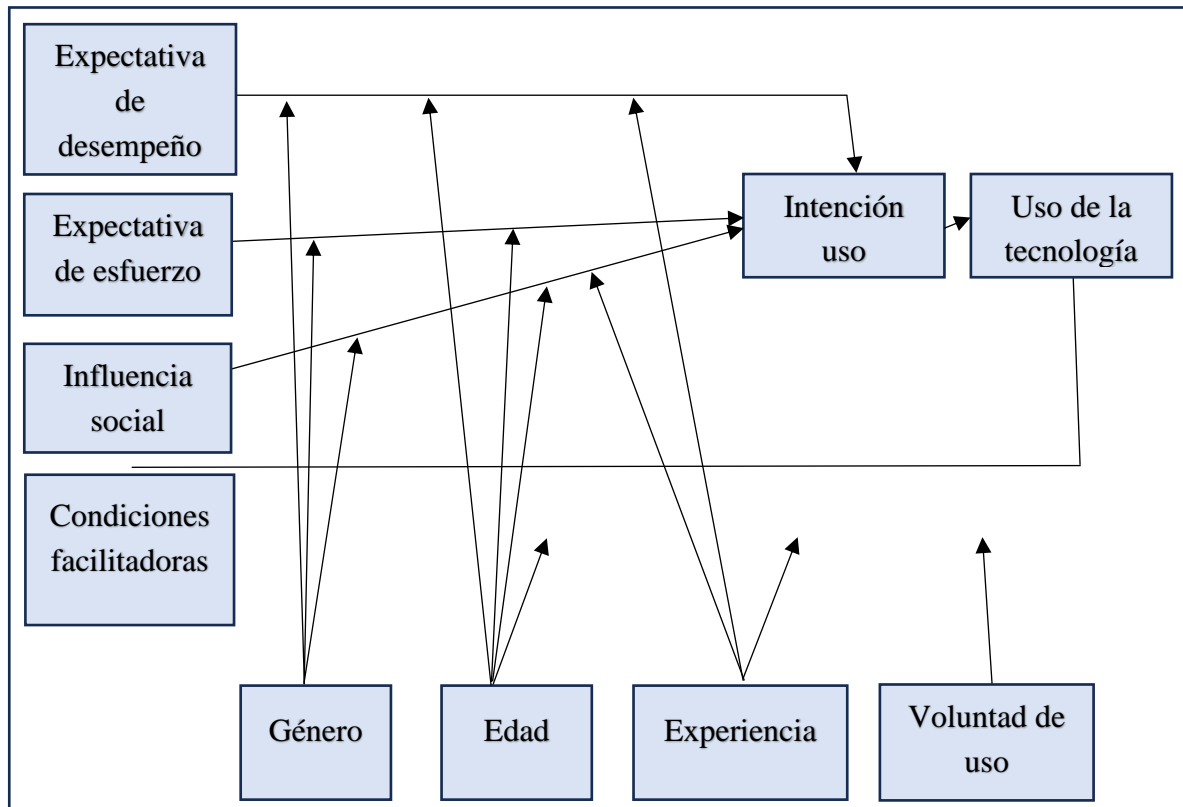 Expectativa
de
desempeño
Expectativa
de esfuerzo
Intención
uso
Uso de la
tecnología
Influencia
social
Condiciones
facilitadoras
Género
Edad
Experiencia
Voluntad de
uso